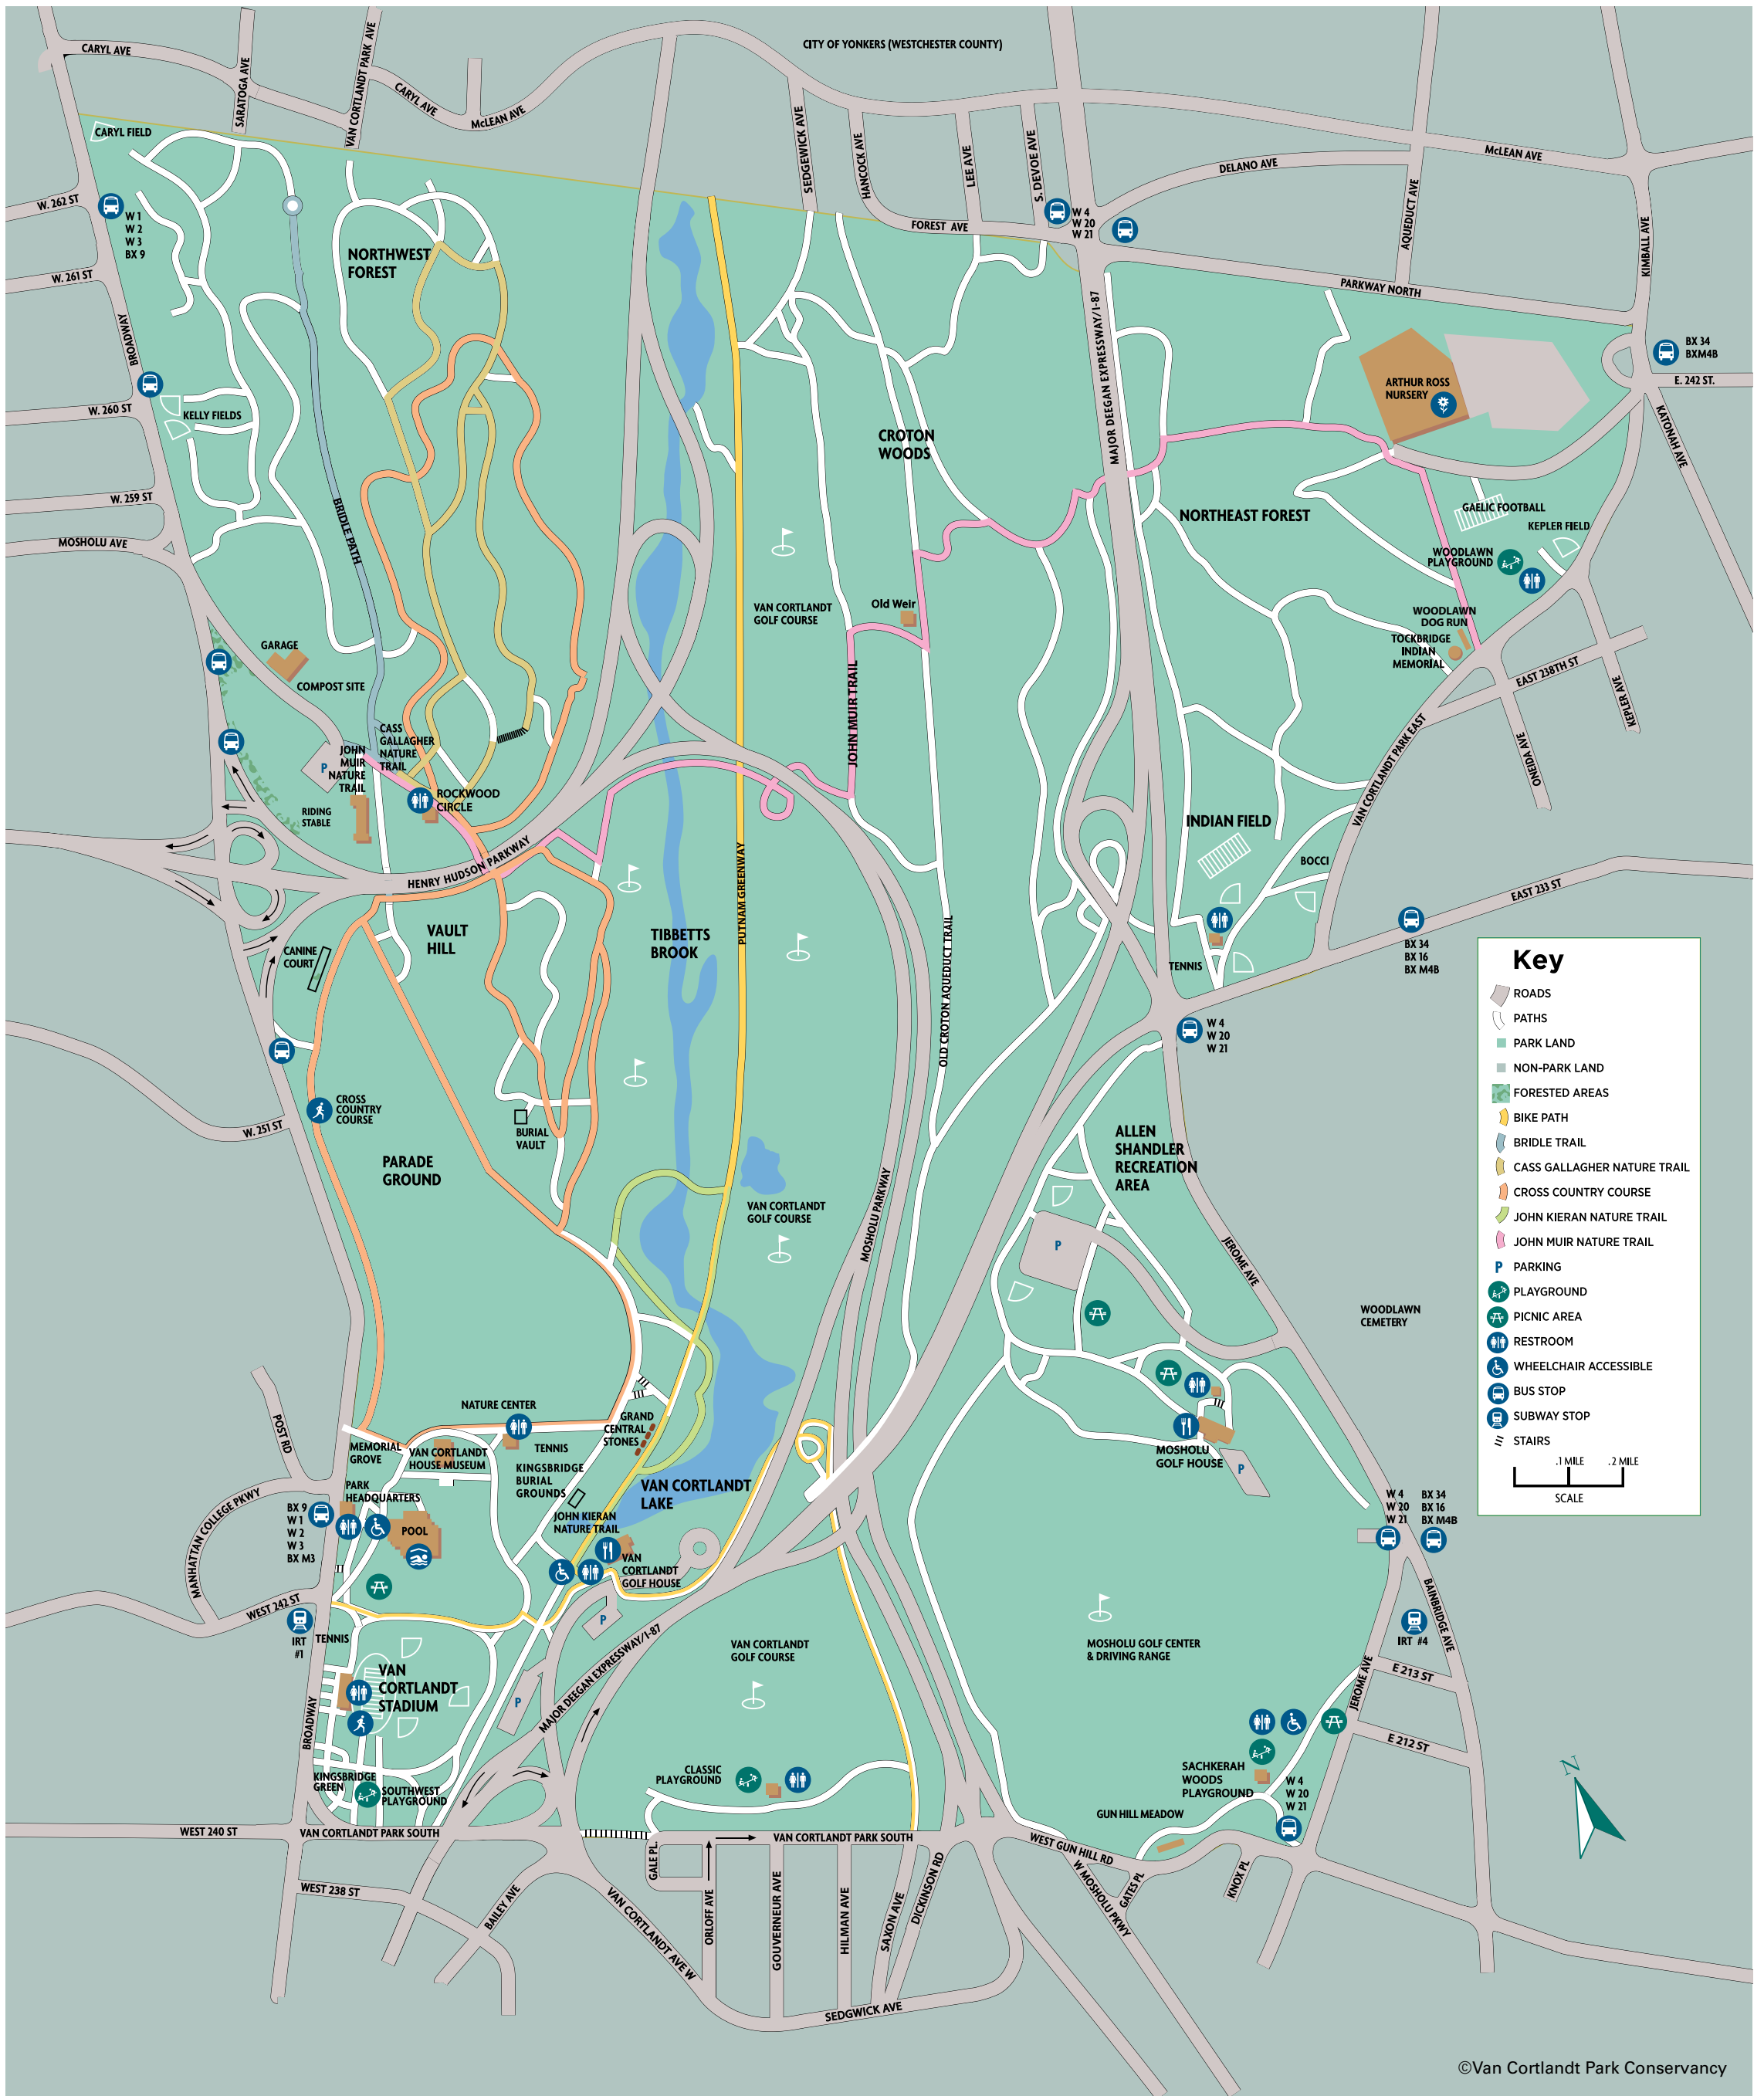 CITY OF YONKERS (WESTCHESTER COUNTY)
CARYL AVE
SARATOGA AVE
VAN CORTLANDT PARK AVE
CARYL AVE
McLEAN AVE
SEDGEWICK AVE
HANCOCK AVE
LEE AVE
S. DEVOE AVE
DELANO AVE
McLEAN AVE
AQUEDUCT AVE
KIMBALL AVE
FOREST AVE
PARKWAY NORTH
CARYL FIELD
W. 262 ST
W 1
W 2
W 3
BX 9
W 4
W 20
W 21
W. 261 ST
BROADWAY
NORTHWEST
FOREST
MAJOR DEEGAN EXPRESSWAY/I-87
BX 34
BXM4B
E. 242 ST.
KATONAH AVE
ARTHUR ROSS
NURSERY
W. 260 ST
KELLY FIELDS
CROTON
WOODS
W. 259 ST
BRIDLE PATH
MOSHOLU AVE
NORTHEAST FOREST
GAELIC FOOTBALL
KEPLER FIELD
WOODLAWN
PLAYGROUND
VAN CORTLANDT
GOLF COURSE
Old Weir
WOODLAWN
DOG RUN
TOCKBRIDGE
INDIAN
MEMORIAL
EAST 238TH ST
KEPLER AVE
ONEIDA AVE
VAN CORTLANDT PARK EAST
GARAGE
COMPOST SITE
JOHN MUIR TRAIL
CASS
GALLAGHER
NATURE
TRAIL
JOHN
MUIR
NATURE
TRAIL
P
RIDING
STABLE
ROCKWOOD
CIRCLE
HENRY HUDSON PARKWAY
INDIAN FIELD
BOCCI
EAST 233 ST
BX 34
BX 16
BX M4B
PUTNAM GREENWAY
VAULT
HILL
TIBBETTS
BROOK
CANINE
COURT
OLD CROTON AQUEDUCT TRAIL
TENNIS
W 4
W 20
W 21
CROSS
COUNTRY
COURSE
W. 251 ST
BURIAL
VAULT
PARADE
GROUND
ALLEN
SHANDLER
RECREATION
AREA
MOSHOLU PARKWAY
VAN CORTLANDT
GOLF COURSE
P
JEROME AVE
WOODLAWN
CEMETERY
Key
ROADS
PATHS
PARK LAND
NON-PARK LAND
FORESTED AREAS
BIKE PATH
BRIDLE TRAIL
CASS GALLAGHER NATURE TRAIL
CROSS COUNTRY COURSE
JOHN KIERAN NATURE TRAIL
JOHN MUIR NATURE TRAIL
P PARKING
PLAYGROUND
PICNIC AREA
RESTROOM
WHEELCHAIR ACCESSIBLE
BUS STOP
SUBWAY STOP
STAIRS
.1 MILE .2 MILE
SCALE
POST RD
NATURE CENTER
GRAND
CENTRAL
STONES
MEMORIAL
GROVE
VAN CORTLANDT
HOUSE MUSEUM
TENNIS
KINGSBRIDGE
BURIAL
GROUNDS
VAN CORTLANDT
LAKE
MOSHOLU
GOLF HOUSE
P
MANHATTAN COLLEGE PKWY
PARK
HEADQUARTERS
BX 9
W 1
W 2
W 3
BX M3
POOL
JOHN KIERAN
NATURE TRAIL
VAN
CORTLANDT
GOLF HOUSE
W 4
W 20
W 21
BX 34
BX 16
BX M4B
BAINBRIDGE AVE
WEST 242 ST
IRT
#1
TENNIS
P
P
VAN
CORTLANDT
STADIUM
MAJOR DEEGAN EXPRESSWAY/I-87
VAN CORTLANDT
GOLF COURSE
MOSHOLU GOLF CENTER
& DRIVING RANGE
IRT #4
E 213 ST
JEROME AVE
E 212 ST
BROADWAY
KINGSBRIDGE
GREEN
SOUTHWEST
PLAYGROUND
CLASSIC
PLAYGROUND
SACHKERAH
WOODS
PLAYGROUND
W 4
W 20
W 21
GUN HILL MEADOW
N
WEST 240 ST
VAN CORTLANDT PARK SOUTH
VAN CORTLANDT PARK SOUTH
WEST GUN HILL RD
W MOSHOLU PKWY
GATES PL
KNOX PL
GALE PL.
WEST 238 ST
BAILEY AVE
VAN CORTLANDT AVE W
ORLOFF AVE
GOUVERNEUR AVE
HILMAN AVE
SAXON AVE
DICKINSON RD
SEDGWICK AVE
©Van Cortlandt Park Conservancy